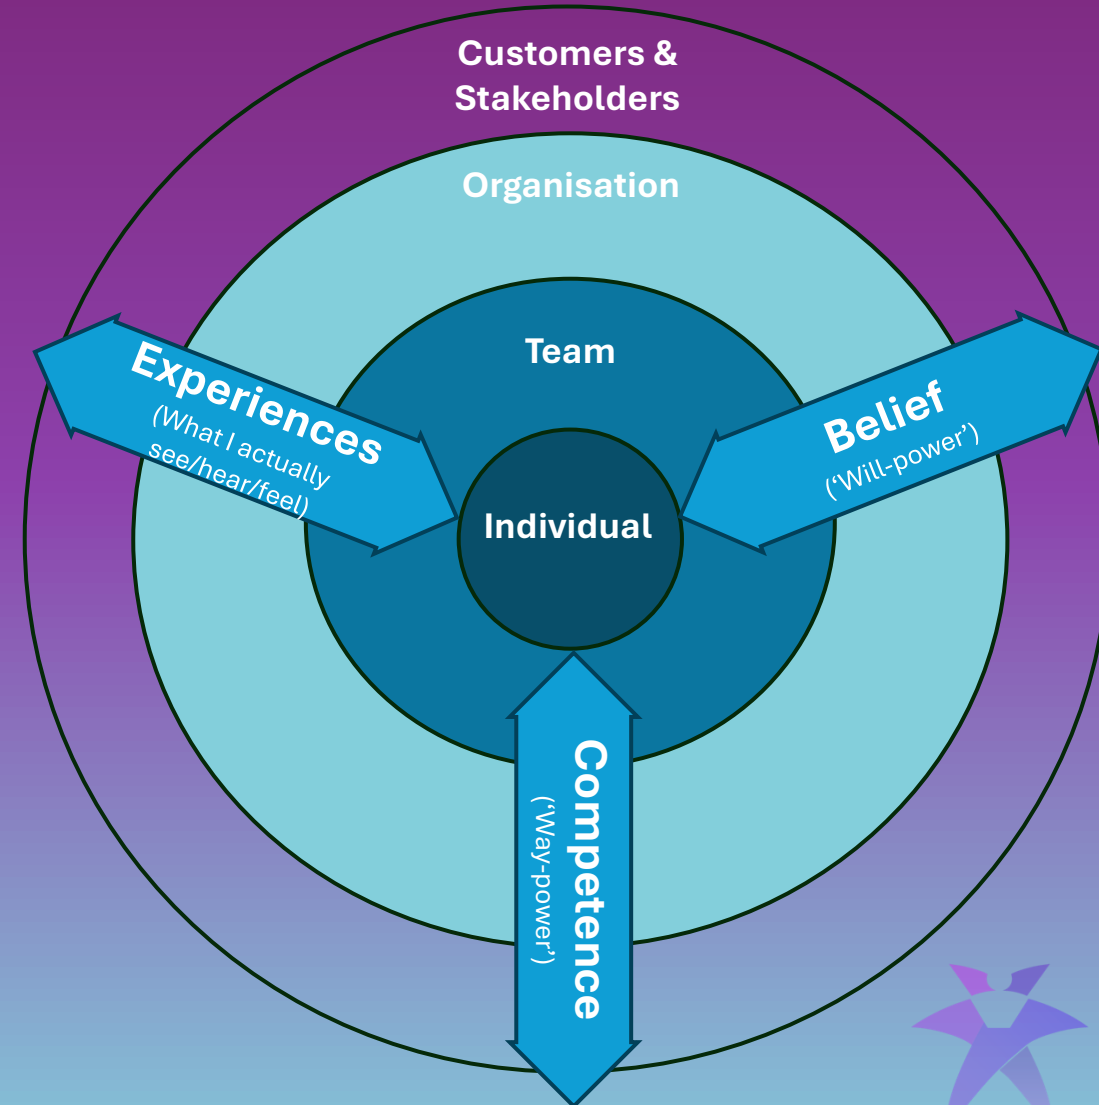 Customers &
Stakeholders
Organisation
Team
Experiences
(What I actually
see/hear/feel)
Belief
(‘Will-power’)
Individual
Competence
(‘Way-power’)